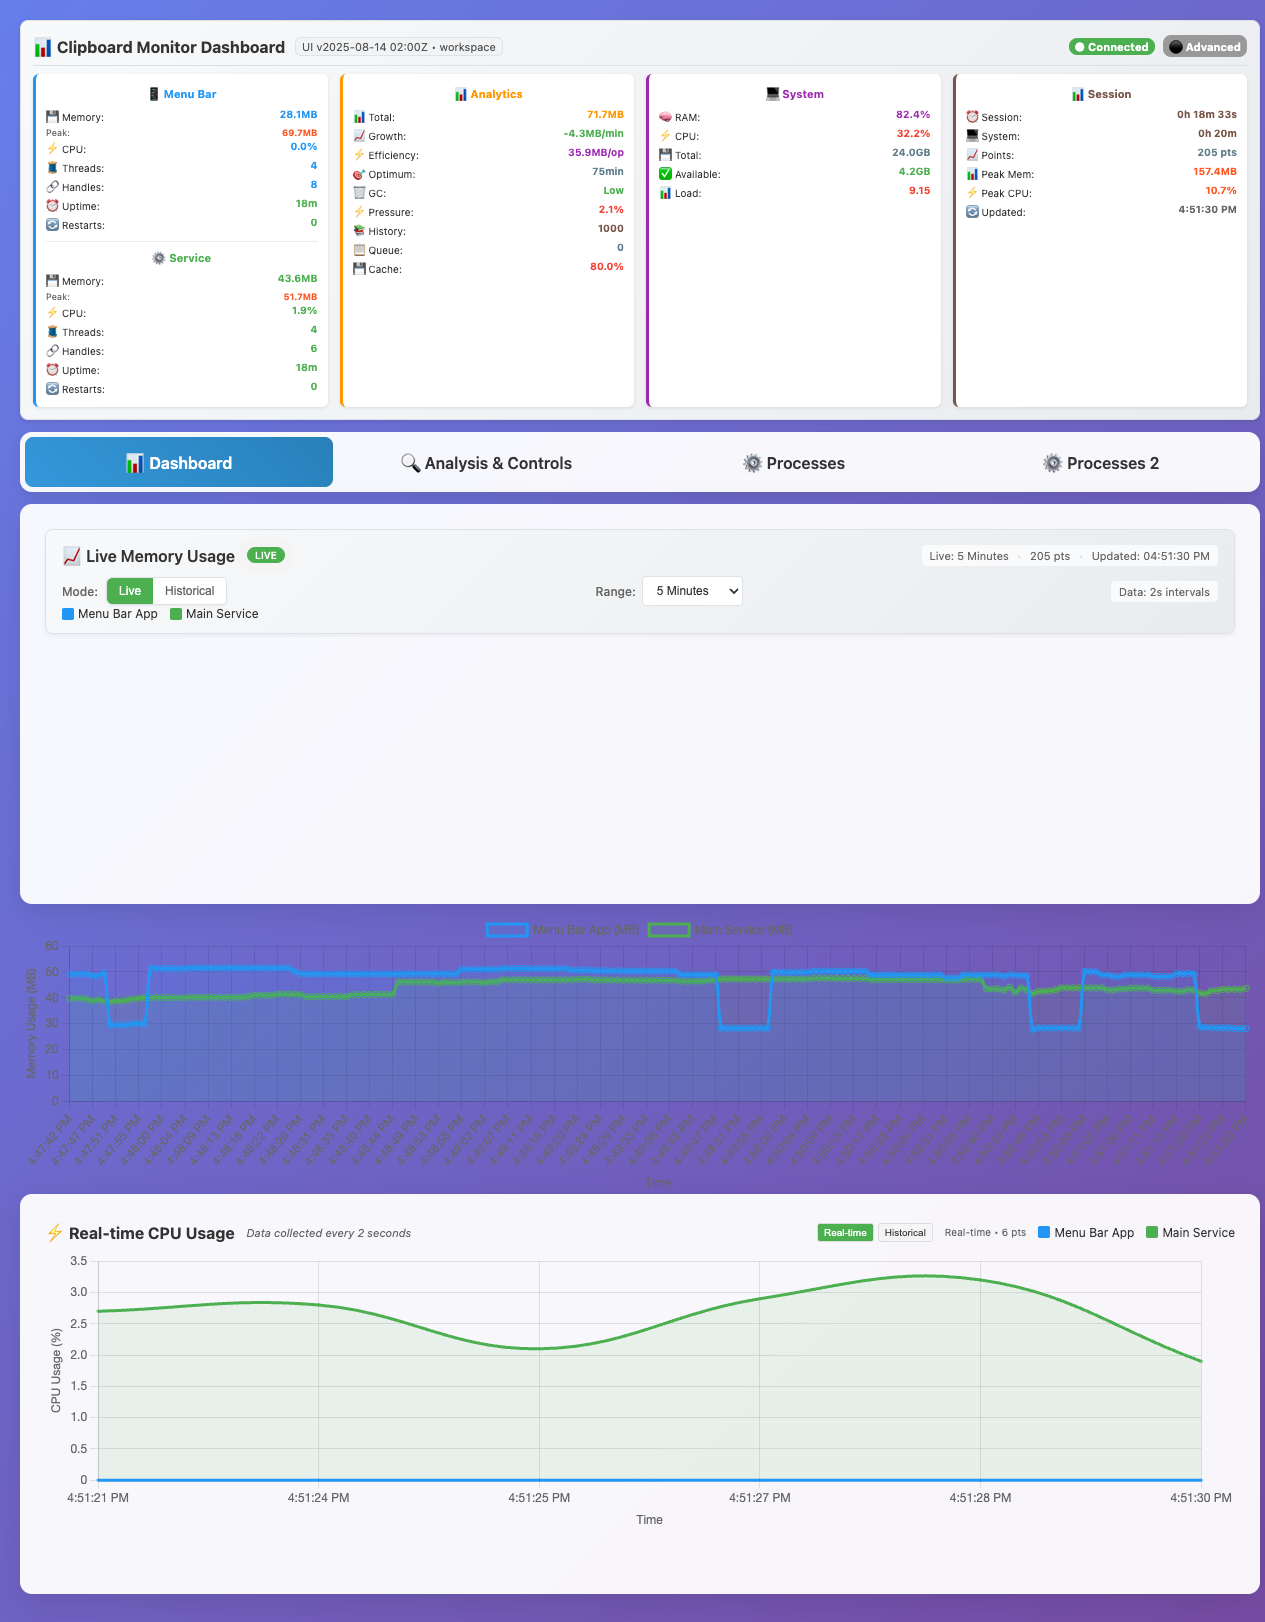 Clipboard Monitor Dashboard
UI v2025-08-14 02:00Z • workspace
Connected
Advanced
Menu Bar
Memory: 28.1MB
Peak: 69.7MB
CPU: 0.0%
Threads: 4
Handles: 8
Uptime: 18m
Restarts: 0
Service
Memory: 43.6MB
Peak: 51.7MB
CPU: 1.9%
Threads: 4
Handles: 6
Uptime: 18m
Restarts: 0
Analytics
Total: 71.7MB
Growth: -4.3MB/min
Efficiency: 35.9MB/op
Optimum: 75min
GC: Low
Pressure: 2.1%
History: 1000
Queue: 0
Cache: 80.0%
System
RAM: 82.4%
CPU: 32.2%
Total: 24.0GB
Available: 4.2GB
Load: 9.15
Session
Session: 0h 18m 33s
System: 0h 20m
Points: 205 pts
Peak Mem: 157.4MB
Peak CPU: 10.7%
Updated: 4:51:30 PM
Dashboard
Analysis & Controls
Processes
Processes 2
Live Memory Usage LIVE
Live: 5 Minutes · 205 pts · Updated: 04:51:30 PM
Mode: Live Historical
Range: 5 Minutes
Data: 2s intervals
Menu Bar App Main Service
Menu Bar App (MB) Main Service (MB)
Memory Usage (MB)
60
50
40
30
20
10
0
4:47:42 PM 4:47:47 PM 4:47:51 PM 4:47:55 PM 4:48:00 PM 4:48:04 PM 4:48:09 PM 4:48:13 PM 4:48:18 PM 4:48:22 PM 4:48:26 PM 4:48:31 PM 4:48:35 PM 4:48:40 PM 4:48:44 PM 4:48:49 PM 4:48:53 PM 4:48:58 PM 4:49:02 PM 4:49:07 PM 4:49:11 PM
Time
Real-time CPU Usage
Data collected every 2 seconds
Real-time Historical Real-time • 6 pts
Menu Bar App Main Service
CPU Usage (%)
3.5
3.0
2.5
2.0
1.5
1.0
0.5
0
4:51:21 PM 4:51:24 PM 4:51:25 PM 4:51:27 PM 4:51:28 PM 4:51:30 PM
Time